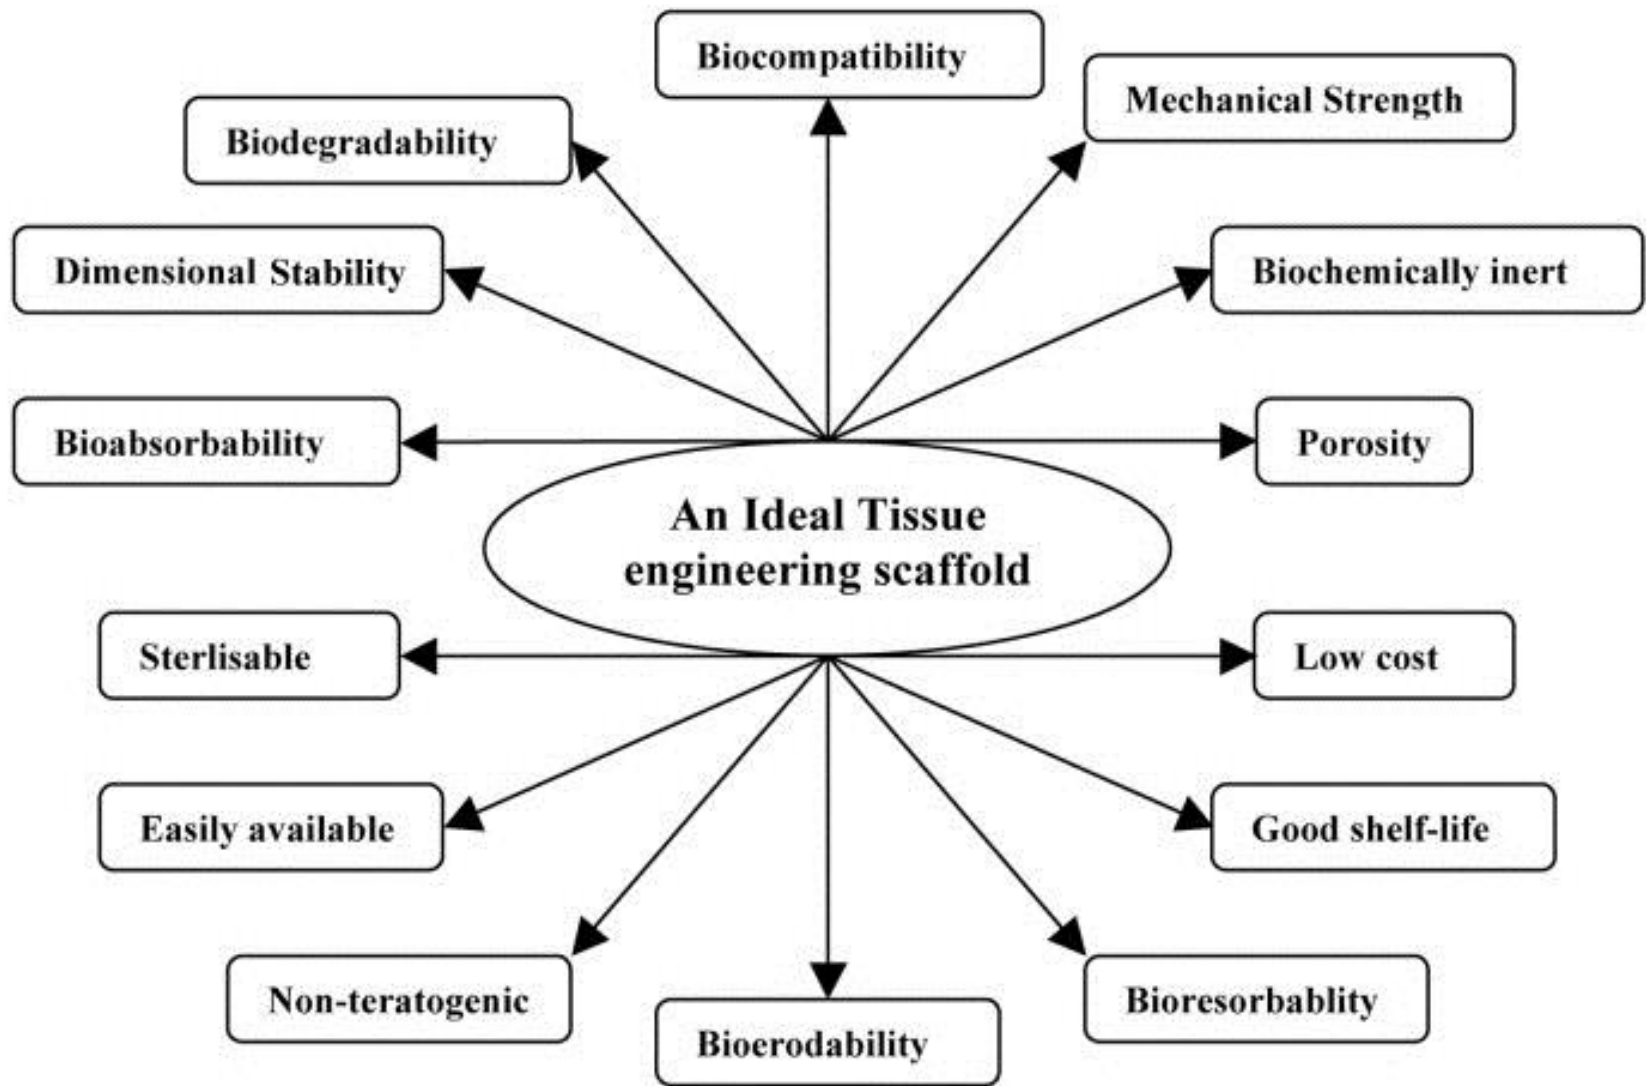 Biocompatibility
Mechanical Strength
Biodegradability
Dimensional Stability
Biochemically inert
Bioabsorbability
Porosity
An Ideal Tissue
engineering scaffold
Sterlisable
Low cost
Easily available
Good shelf-life
Non-teratogenic
Bioresorbablity
Bioerodability